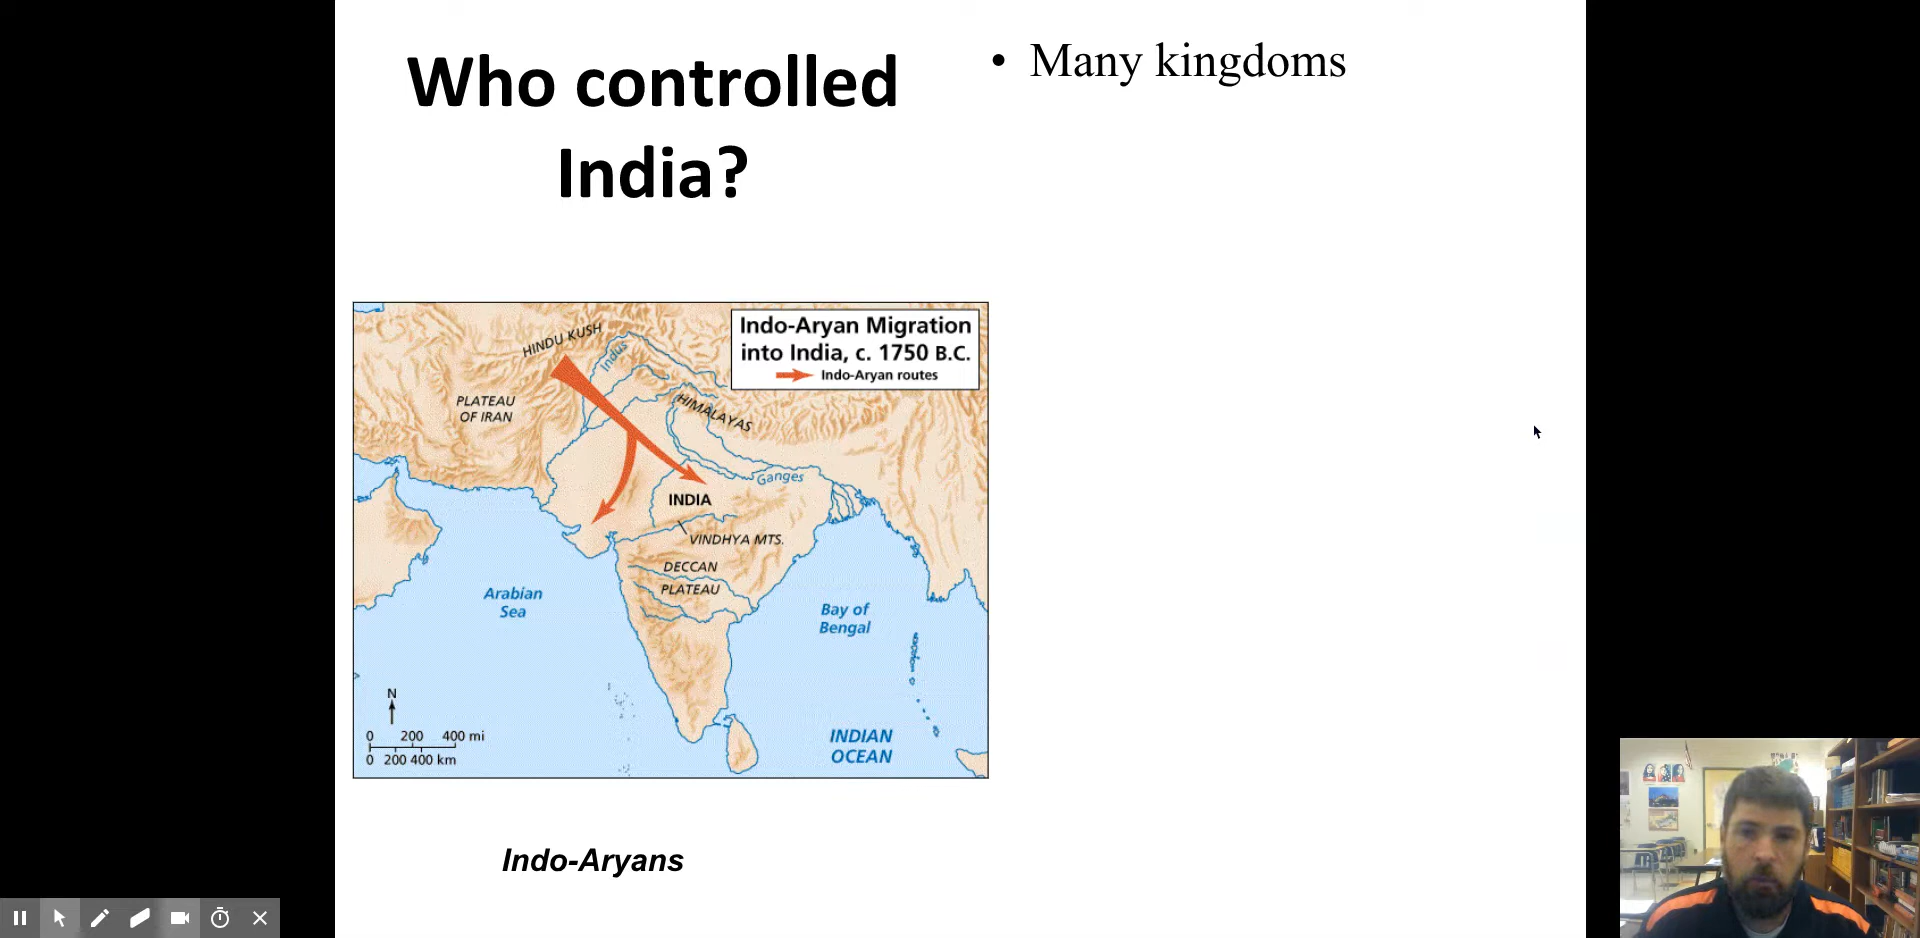 Who controlled
India?
• Many kingdoms
Indo-Aryan Migration
into India, c. 1750 B.C.
Indo-Aryan routes
HINDU KUSH
Indus
PLATEAU
OF IRAN
HIMALAYAS
Ganges
INDIA
VINDHYA MTS.
DECCAN
PLATEAU
Arabian
Sea
Bay of
Bengal
N
0 200 400 mi
0 200 400 km
INDIAN
OCEAN
Indo-Aryans